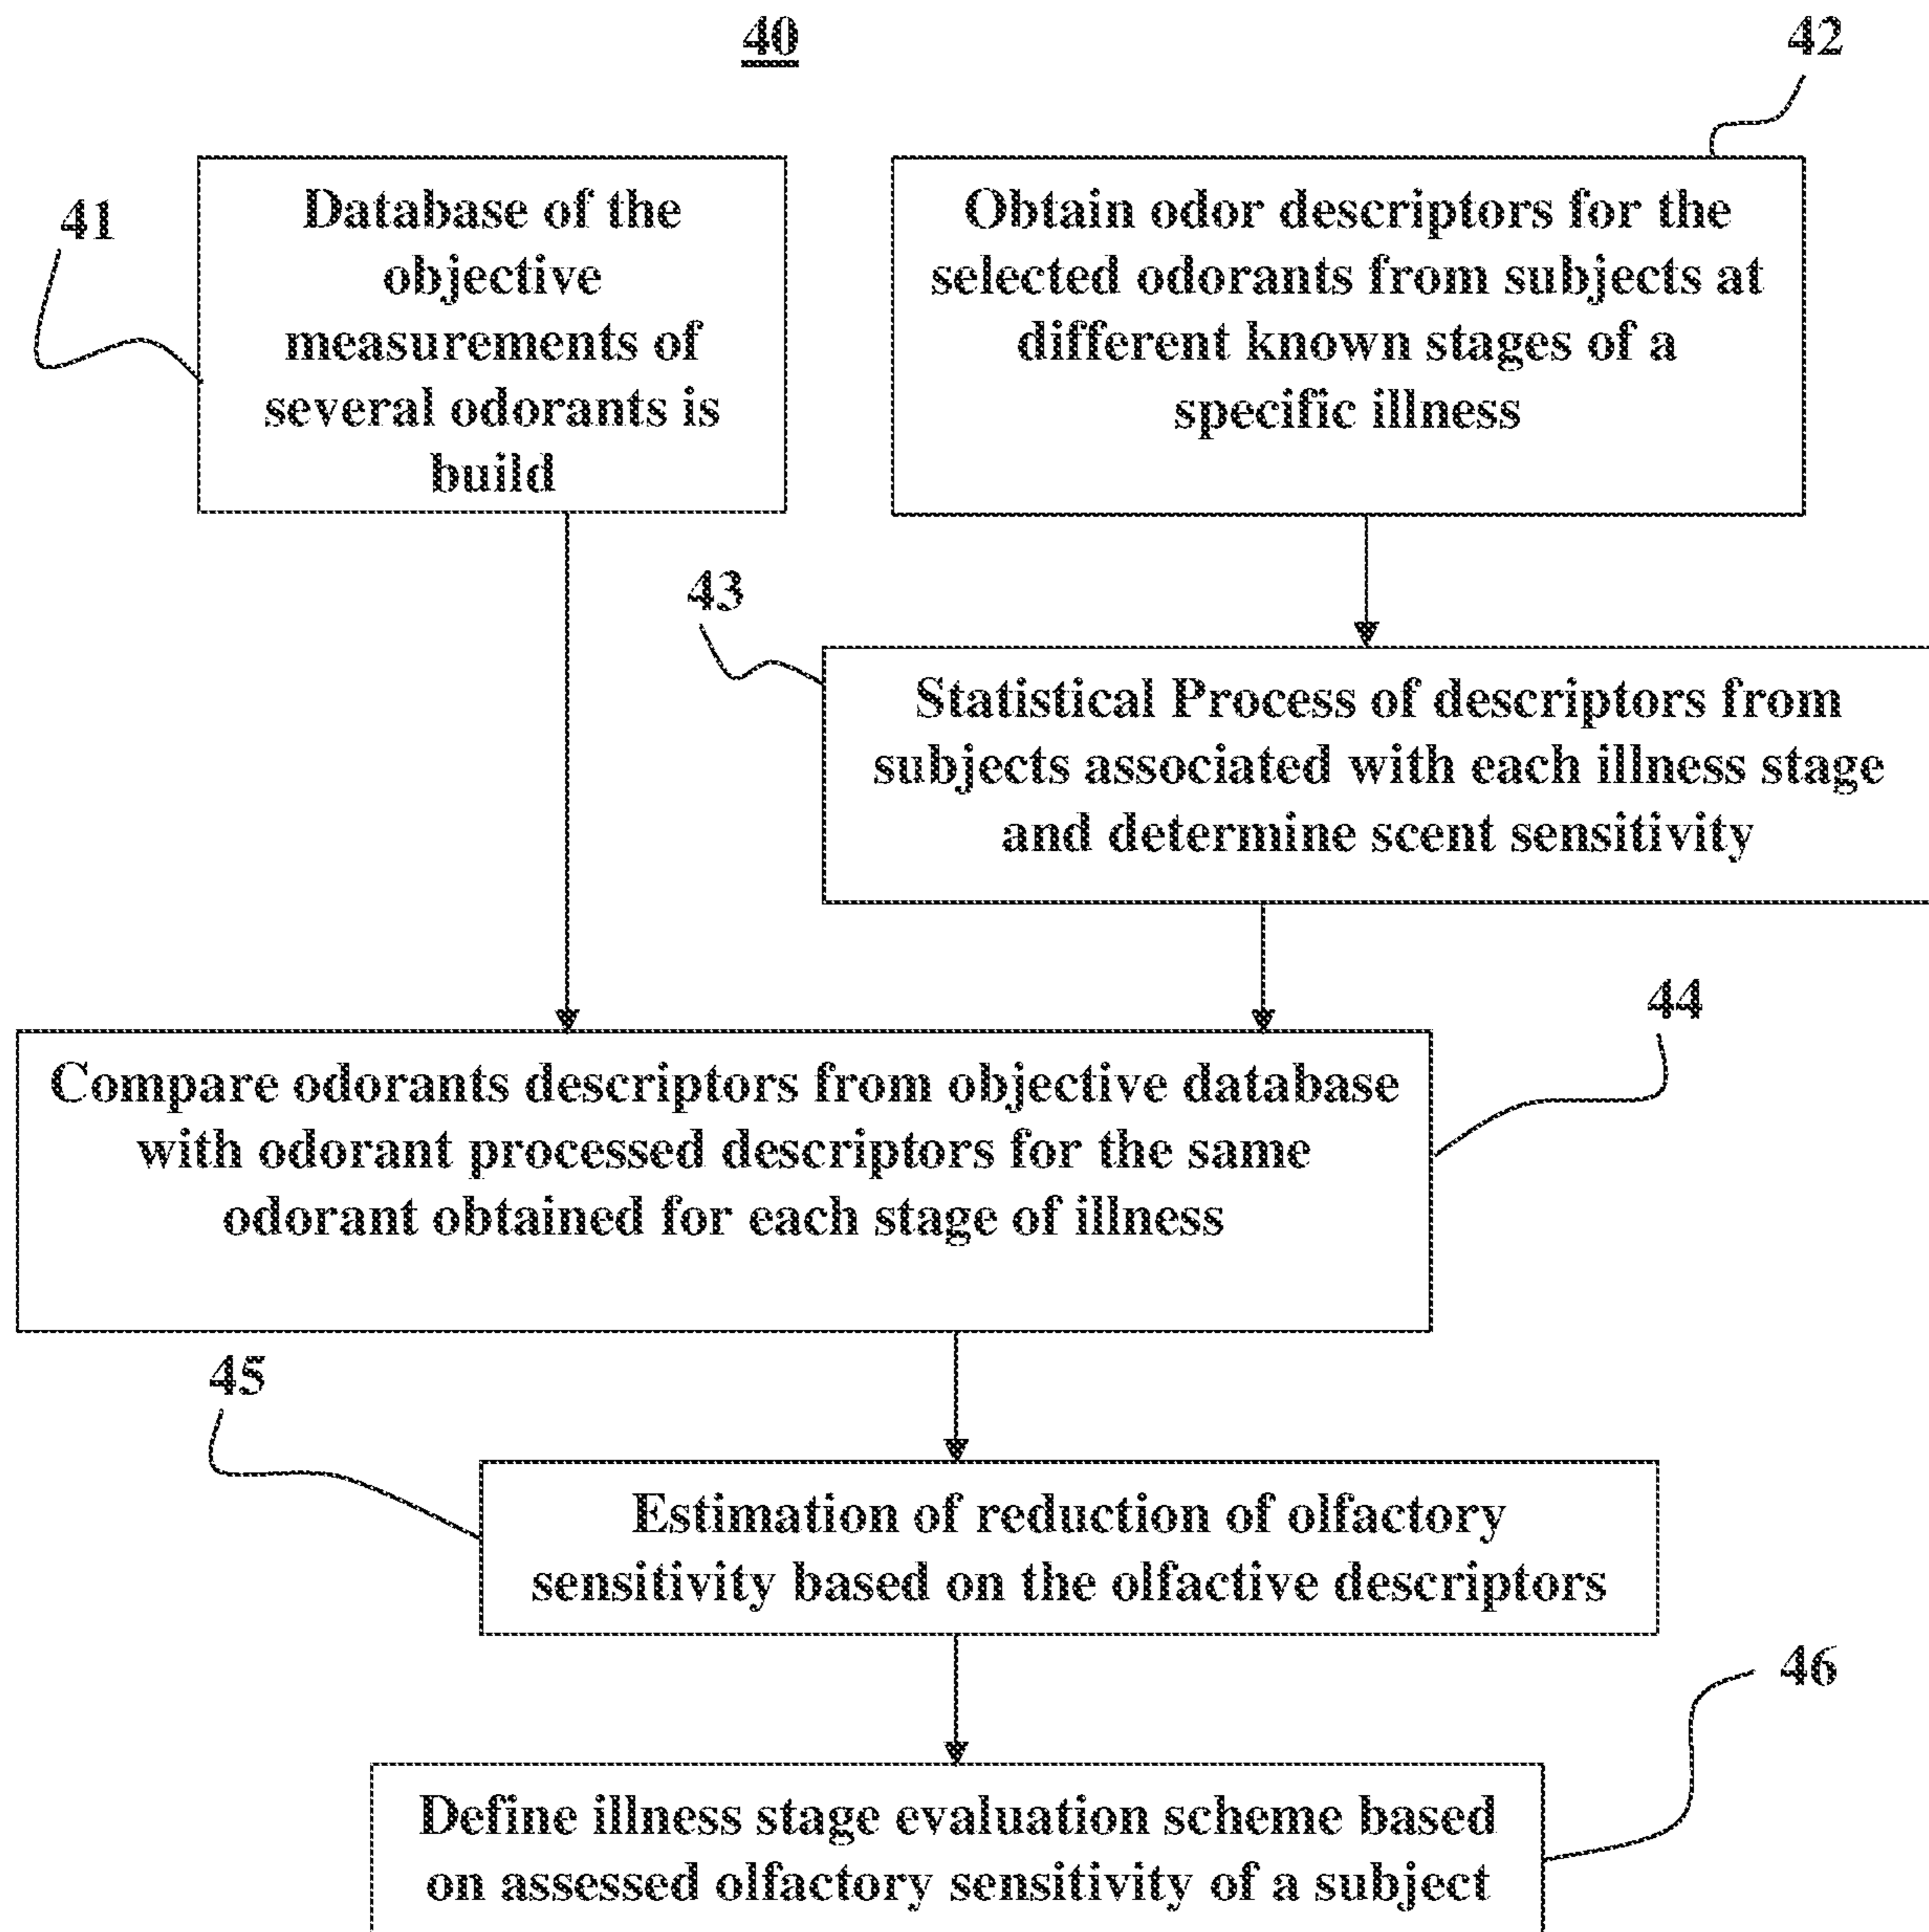 40
42
41
Database of the
objective
measurements of
several odorants is
build
Obtain odor descriptors for the
selected odorants from subjects at
different known stages of a
specific illness
43
Statistical Process of descriptors from
subjects associated with each illness stage
and determine scent sensitivity
44
Compare odorants descriptors from objective database
with odorant processed descriptors for the same
odorant obtained for each stage of illness
45
Estimation of reduction of olfactory
sensitivity based on the olfactive descriptors
46
Define illness stage evaluation scheme based
on assessed olfactory sensitivity of a subject